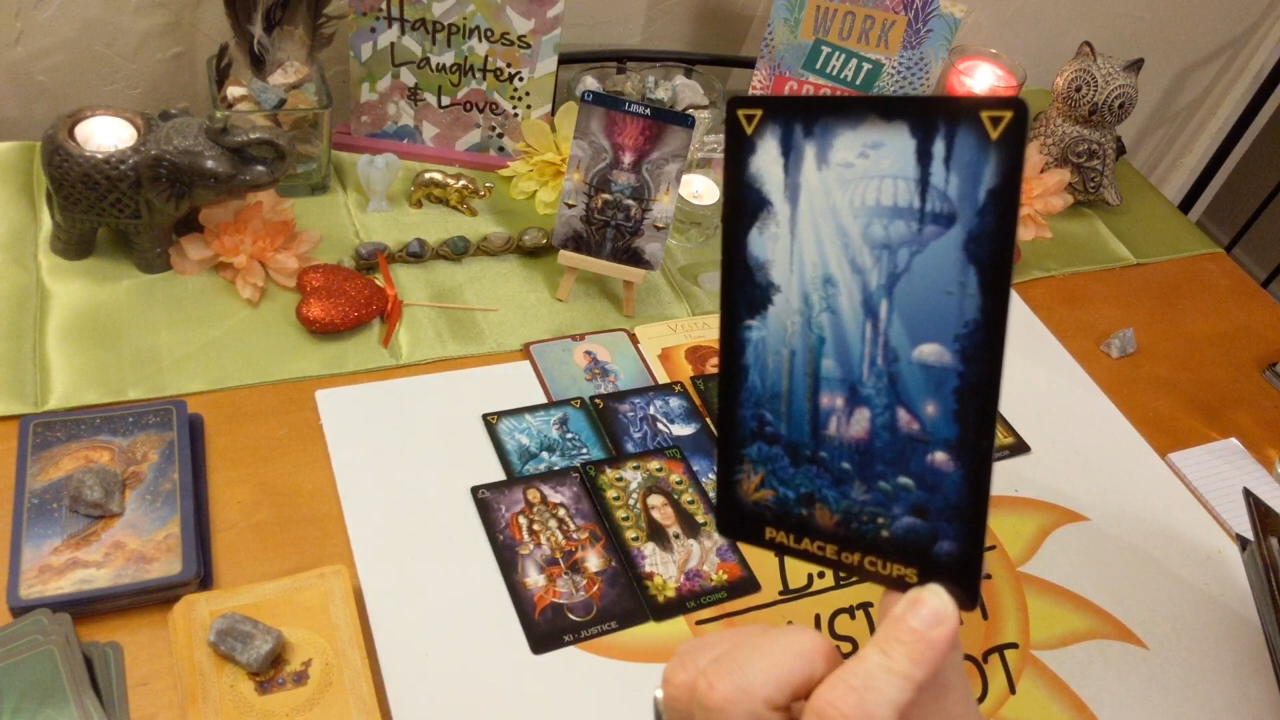 Happiness
Laughter
& Love
WORK
THAT
LIBRA
VESTA
PALACE of CUPS
XI · JUSTICE
IX · COINS